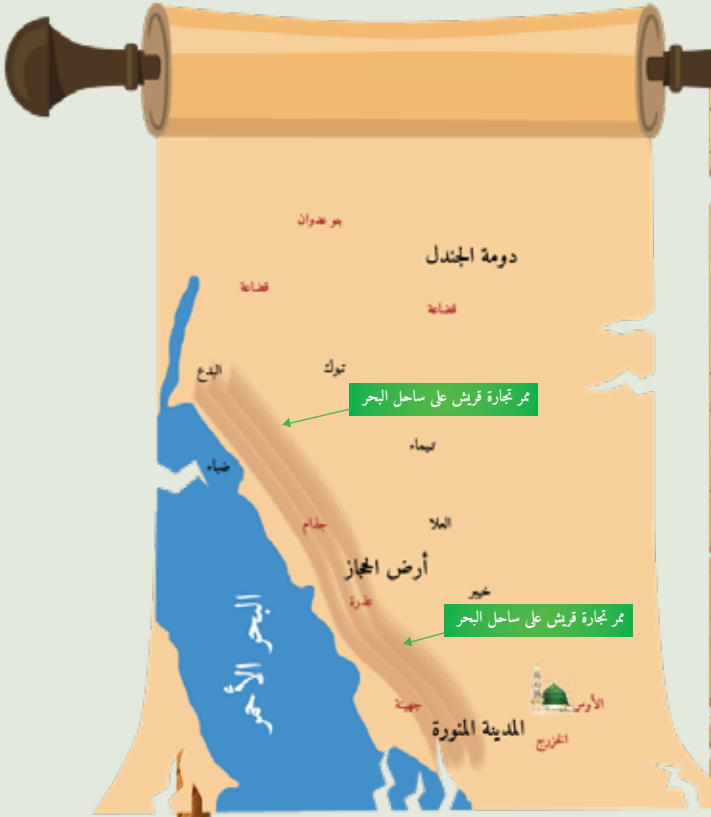 بنو عدوان
دومة الجندل
قضاعة
قضاعة
البدع
تبوك
ممر تجارة قريش على ساحل البحر
تيماء
ضباء
جذام
العلا
أرض الحجاز
خيبر
عذرة
ممر تجارة قريش على ساحل البحر
البحر الأحمر
الأوس
جهينة
المدينة المنورة
الخزرج